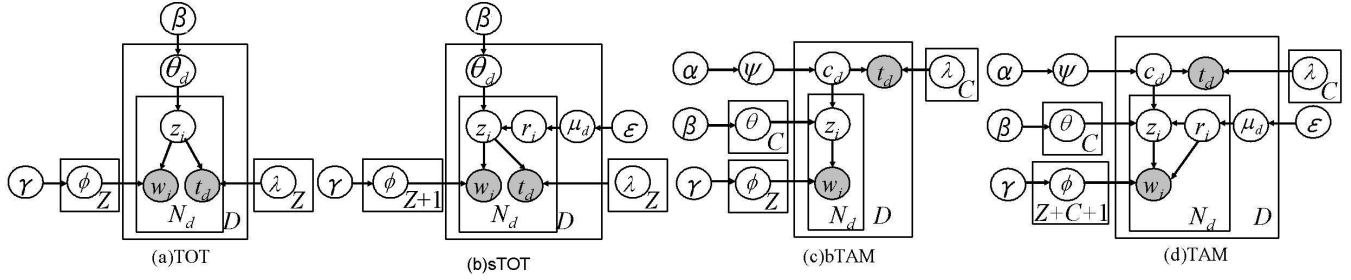 β
θd
zi
γ ϕ Z wi td λ Z
Nd D
(a)TOT
β
θd
zi ri μd ε
γ ϕ Z+1 wi td λ Z
Nd D
(b)sTOT
α ψ cd td λ C
β θ C zi
γ ϕ Z wi
Nd D
(c)bTAM
α ψ cd td λ C
β θ C zi ri μd ε
γ ϕ Z+C+1 wi
Nd D
(d)TAM